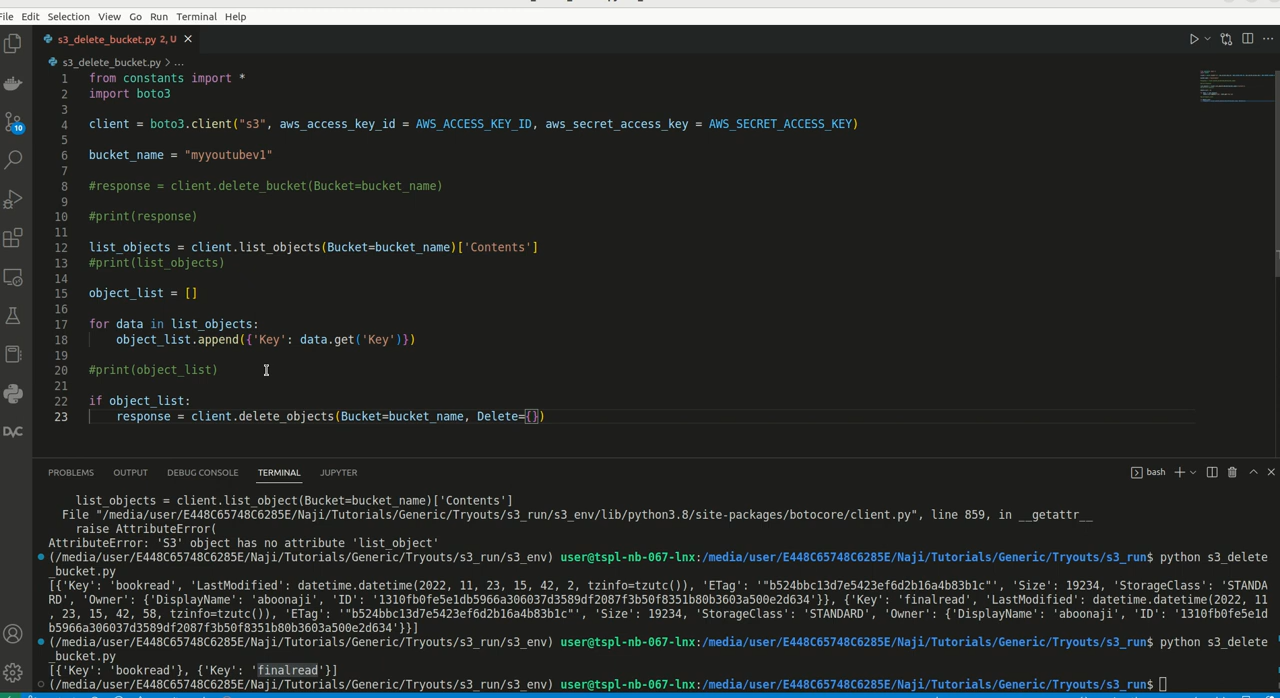 File Edit Selection View Go Run Terminal Help
s3_delete_bucket.py 2, U
s3_delete_bucket.py > ...
1 from constants import *
2 import boto3
3
4 client = boto3.client("s3", aws_access_key_id = AWS_ACCESS_KEY_ID, aws_secret_access_key = AWS_SECRET_ACCESS_KEY)
5
6 bucket_name = "myyoutubev1"
7
8 #response = client.delete_bucket(Bucket=bucket_name)
9
10 #print(response)
11
12 list_objects = client.list_objects(Bucket=bucket_name)['Contents']
13 #print(list_objects)
14
15 object_list = []
16
17 for data in list_objects:
18 object_list.append({'Key': data.get('Key')})
19
20 #print(object_list)
21
22 if object_list:
23 response = client.delete_objects(Bucket=bucket_name, Delete={})
10
DVC
PROBLEMS OUTPUT DEBUG CONSOLE TERMINAL JUPYTER
bash
list_objects = client.list_object(Bucket=bucket_name)['Contents']
File "/media/user/E448C65748C6285E/Naji/Tutorials/Generic/Tryouts/s3_run/s3_env/lib/python3.8/site-packages/botocore/client.py", line 859, in __getattr__
raise AttributeError(
AttributeError: 'S3' object has no attribute 'list_object'
(/media/user/E448C65748C6285E/Naji/Tutorials/Generic/Tryouts/s3_run/s3_env) user@tspl-nb-067-lnx:/media/user/E448C65748C6285E/Naji/Tutorials/Generic/Tryouts/s3_run$ python s3_delete
_bucket.py
[{'Key': 'bookread', 'LastModified': datetime.datetime(2022, 11, 23, 15, 42, 2, tzinfo=tzutc()), 'ETag': '"b524bbc13d7e5423ef6d2b16a4b83b1c"', 'Size': 19234, 'StorageClass': 'STANDA
RD', 'Owner': {'DisplayName': 'aboonaji', 'ID': '1310fb0fe5e1db5966a306037d3589df2087f3b50f8351b80b3603a500e2d634'}}, {'Key': 'finalread', 'LastModified': datetime.datetime(2022, 11
, 23, 15, 42, 58, tzinfo=tzutc()), 'ETag': '"b524bbc13d7e5423ef6d2b16a4b83b1c"', 'Size': 19234, 'StorageClass': 'STANDARD', 'Owner': {'DisplayName': 'aboonaji', 'ID': '1310fb0fe5e1d
b5966a306037d3589df2087f3b50f8351b80b3603a500e2d634'}}]
(/media/user/E448C65748C6285E/Naji/Tutorials/Generic/Tryouts/s3_run/s3_env) user@tspl-nb-067-lnx:/media/user/E448C65748C6285E/Naji/Tutorials/Generic/Tryouts/s3_run$ python s3_delete
_bucket.py
[{'Key': 'bookread'}, {'Key': 'finalread'}]
(/media/user/E448C65748C6285E/Naji/Tutorials/Generic/Tryouts/s3_run/s3_env) user@tspl-nb-067-lnx:/media/user/E448C65748C6285E/Naji/Tutorials/Generic/Tryouts/s3_run$